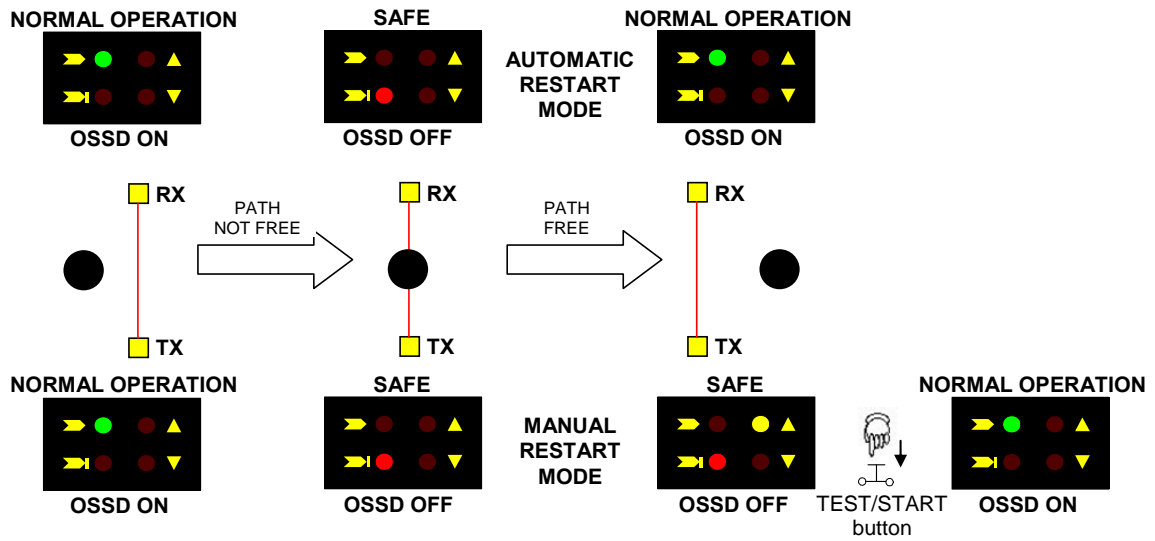 NORMAL OPERATION
SAFE
NORMAL OPERATION
AUTOMATIC
RESTART
MODE
OSSD ON
OSSD OFF
OSSD ON
RX
PATH
NOT FREE
RX
PATH
FREE
RX
TX
TX
TX
NORMAL OPERATION
SAFE
SAFE
NORMAL OPERATION
MANUAL
RESTART
MODE
OSSD ON
OSSD OFF
OSSD OFF
TEST/START
button
OSSD ON